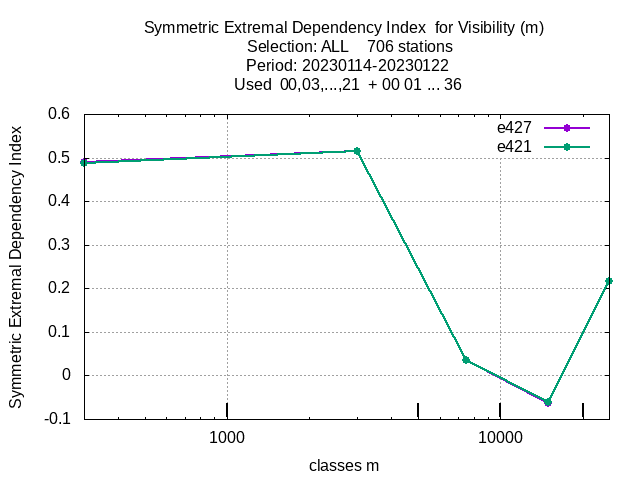 Symmetric Extremal Dependency Index  for Visibility (m)
Selection: ALL    706 stations
Period: 20230114-20230122
Used  00,03,...,21  + 00 01 ... 36
e427
e421
Symmetric Extremal Dependency Index
0.6
0.5
0.4
0.3
0.2
0.1
0
-0.1
1000
10000
classes m